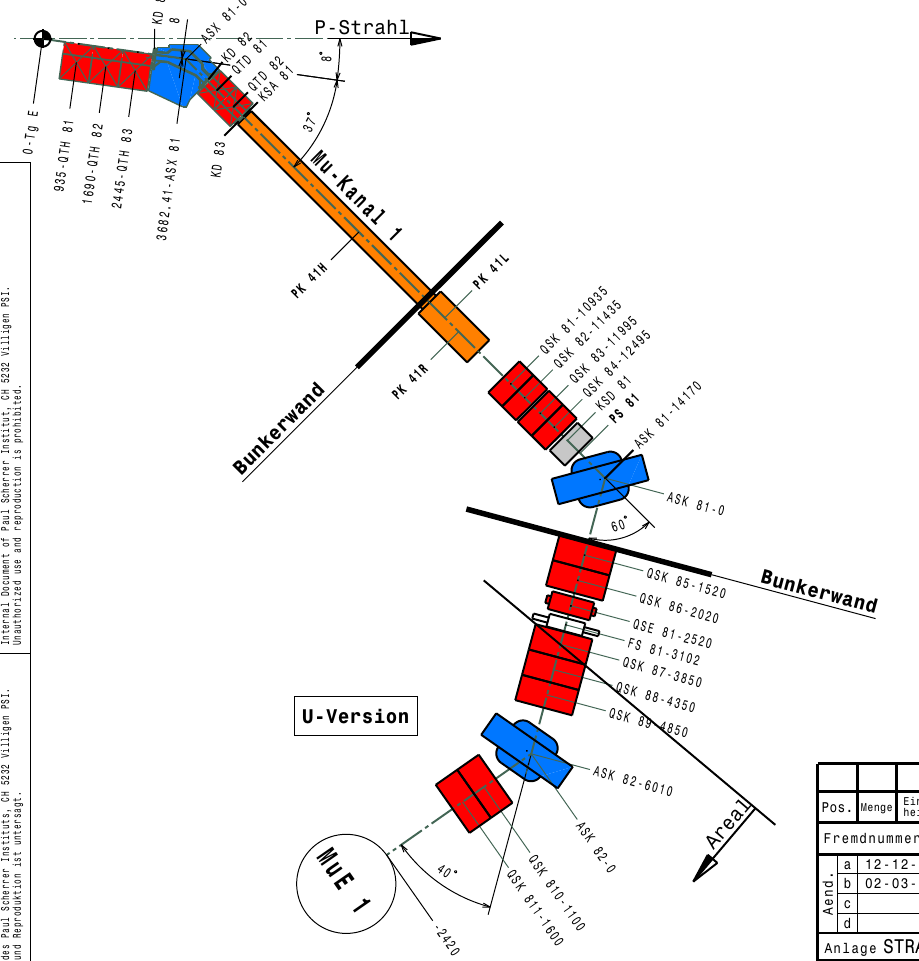 P-Strahl
KD 8
8
ASX 81-0
KD 82
QTD 81
QTD 82
KSA 81
8°
37°
0-Tg E
935-QTH 81
1690-QTH 82
2445-QTH 83
3682.41-ASX 81
KD 83
Mu-Kanal 1
PK 41H
PK 41L
PK 41R
Bunkerwand
QSK 81-10935
QSK 82-11435
QSK 83-11995
QSK 84-12495
KSD 81
PS 81
ASK 81-14170
ASK 81-0
60°
Bunkerwand
QSK 85-1520
QSK 86-2020
QSE 81-2520
FS 81-3102
QSK 87-3850
QSK 88-4350
QSK 89-4850
U-Version
ASK 82-6010
ASK 82-0
QSK 810-1100
QSK 811-1600
40°
-2420
MuE 1
Areal
Internal Document of Paul Scherrer Institut, CH 5232 Villigen PSI.
Unauthorized use and reproduction is prohibited.
des Paul Scherrer Instituts, CH 5232 Villigen PSI.
und Reproduktion ist untersagt.
Pos. Menge Ein
hei
Fremdnummer
Aend.
a 12-12-
b 02-03-
c
d
Anlage STRA